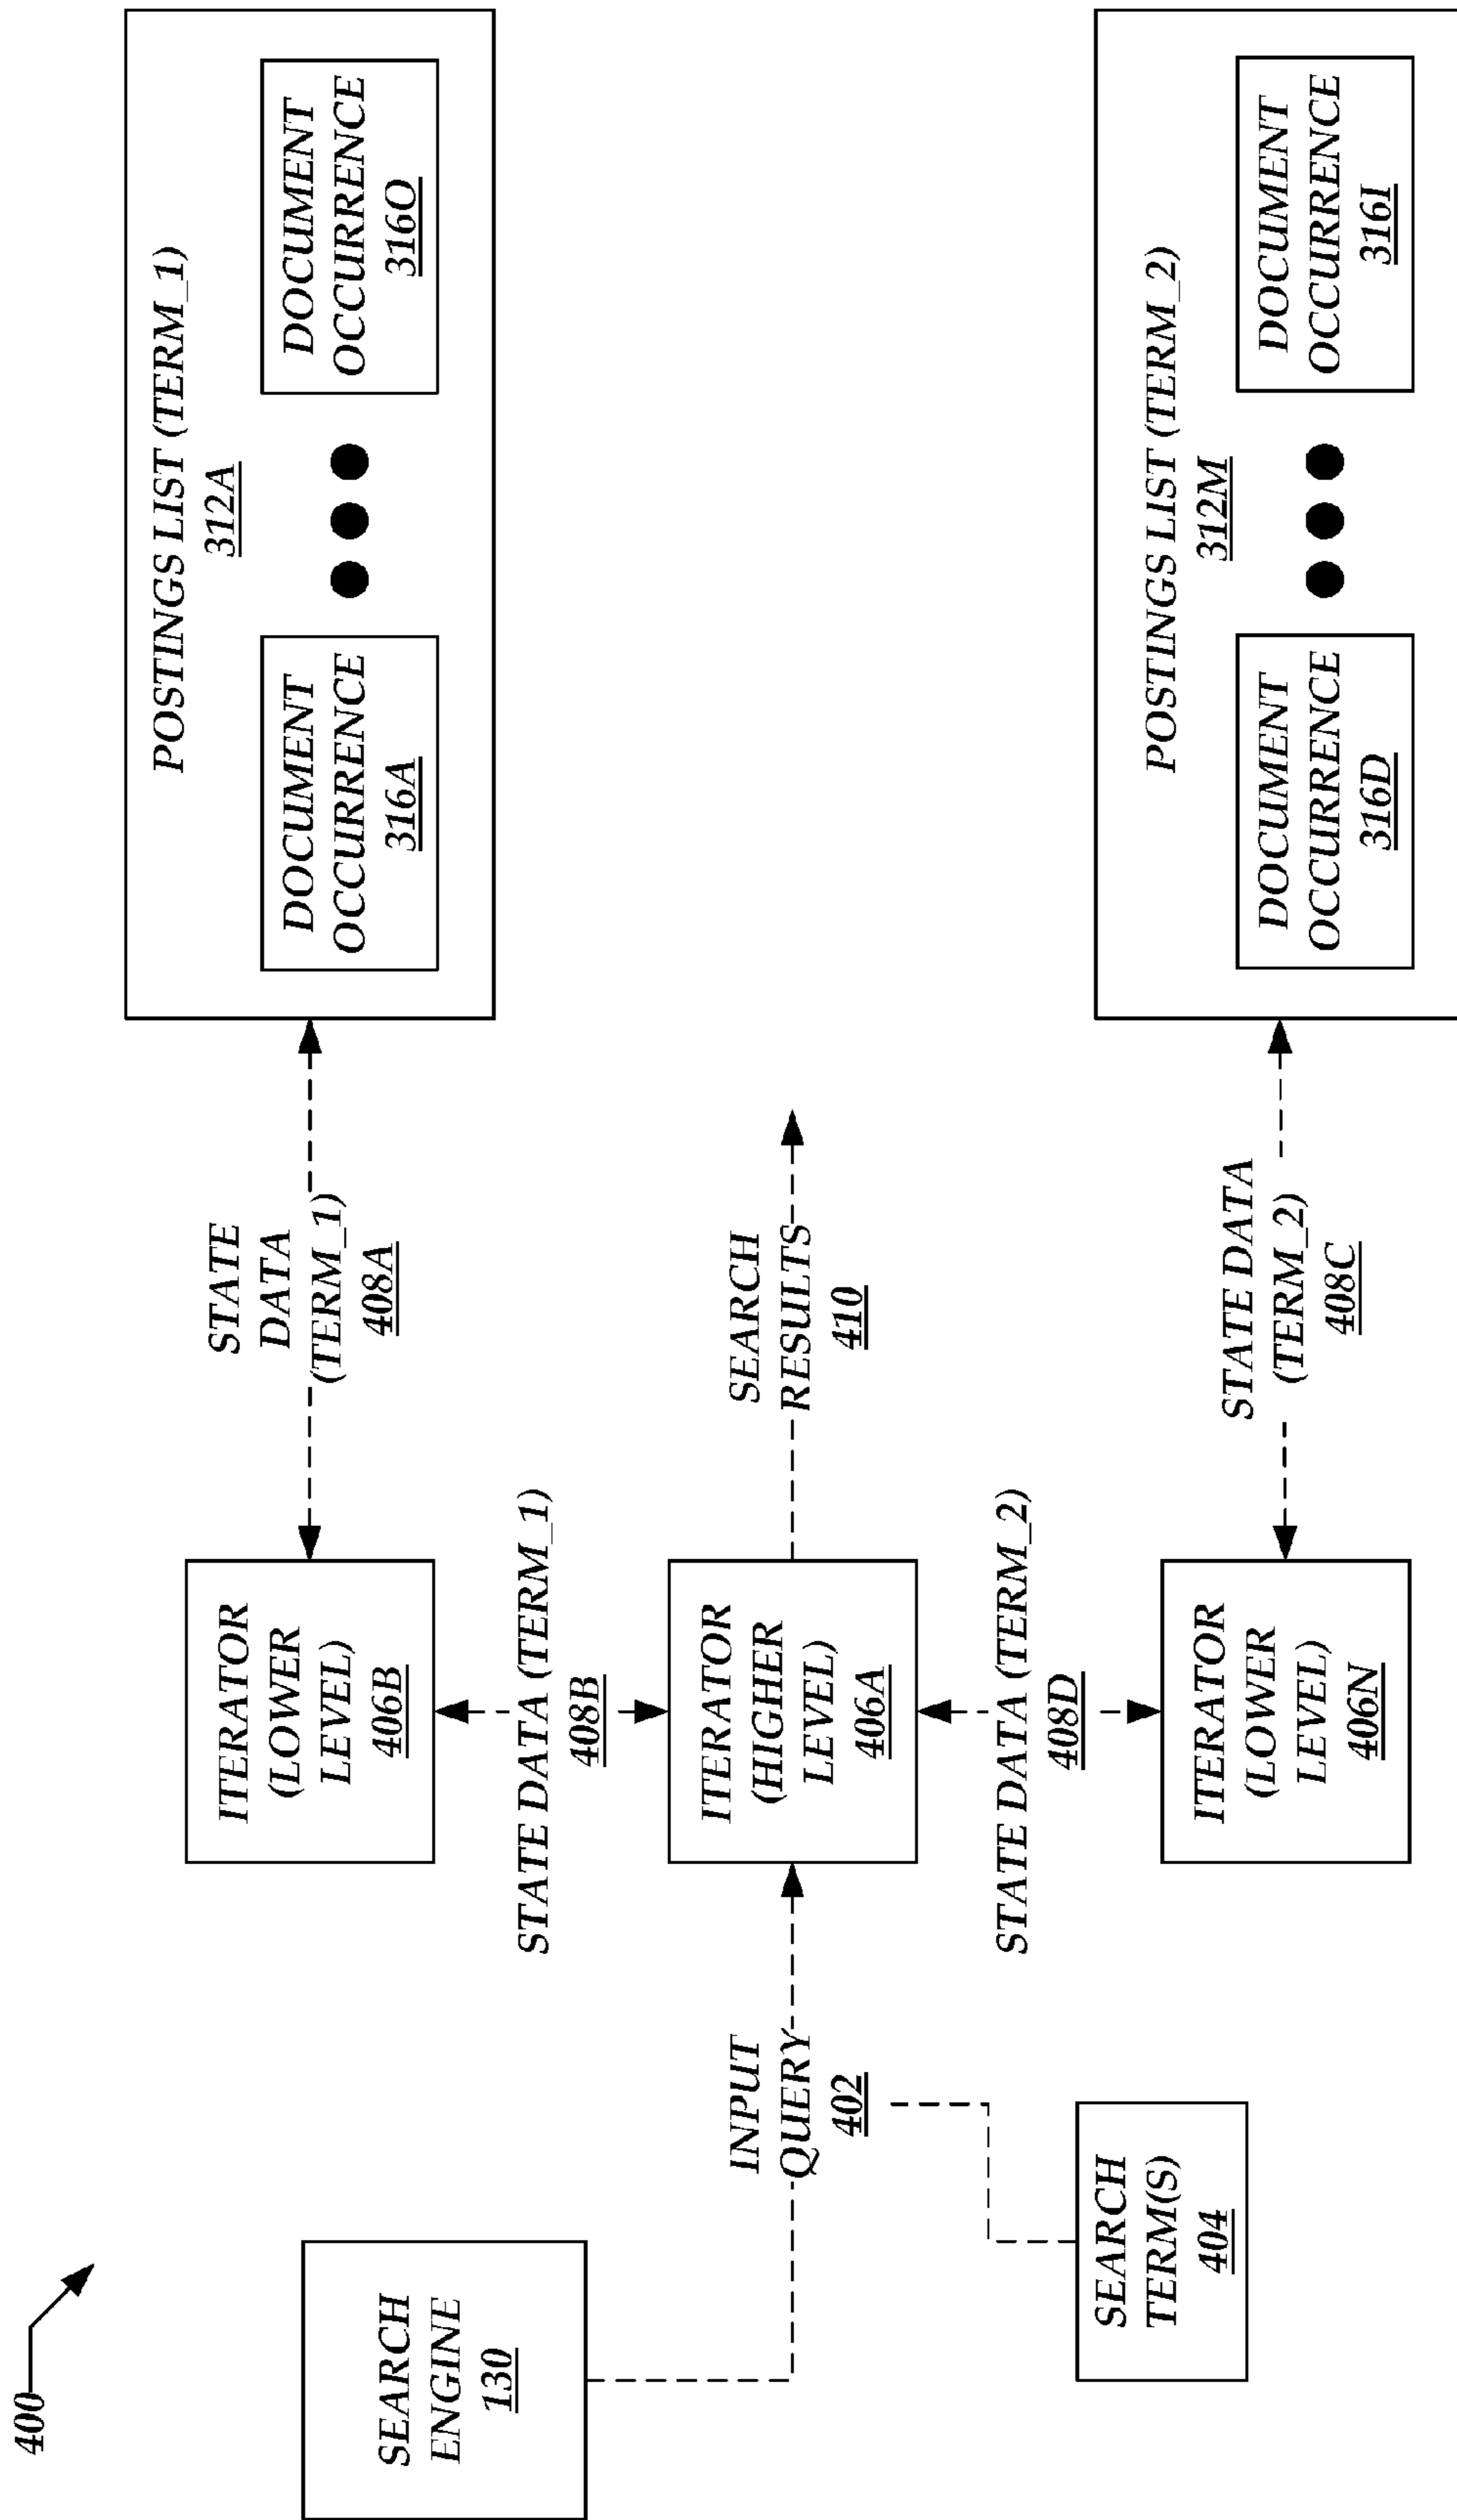 400
SEARCH
ENGINE
130
INPUT
QUERY
402
SEARCH
TERM(S)
404
ITERATOR
(LOWER
LEVEL)
406B
STATE DATA (TERM_1)
408B
ITERATOR
(HIGHER
LEVEL)
406A
STATE DATA (TERM_2)
408D
ITERATOR
(LOWER
LEVEL)
406N
STATE
DATA
(TERM_1)
408A
SEARCH
RESULTS
410
STATE DATA
(TERM_2)
408C
POSTINGS LIST (TERM_1)
312A
DOCUMENT
OCCURRENCE
316A
DOCUMENT
OCCURRENCE
316O
POSTINGS LIST (TERM_2)
312M
DOCUMENT
OCCURRENCE
316D
DOCUMENT
OCCURRENCE
316I